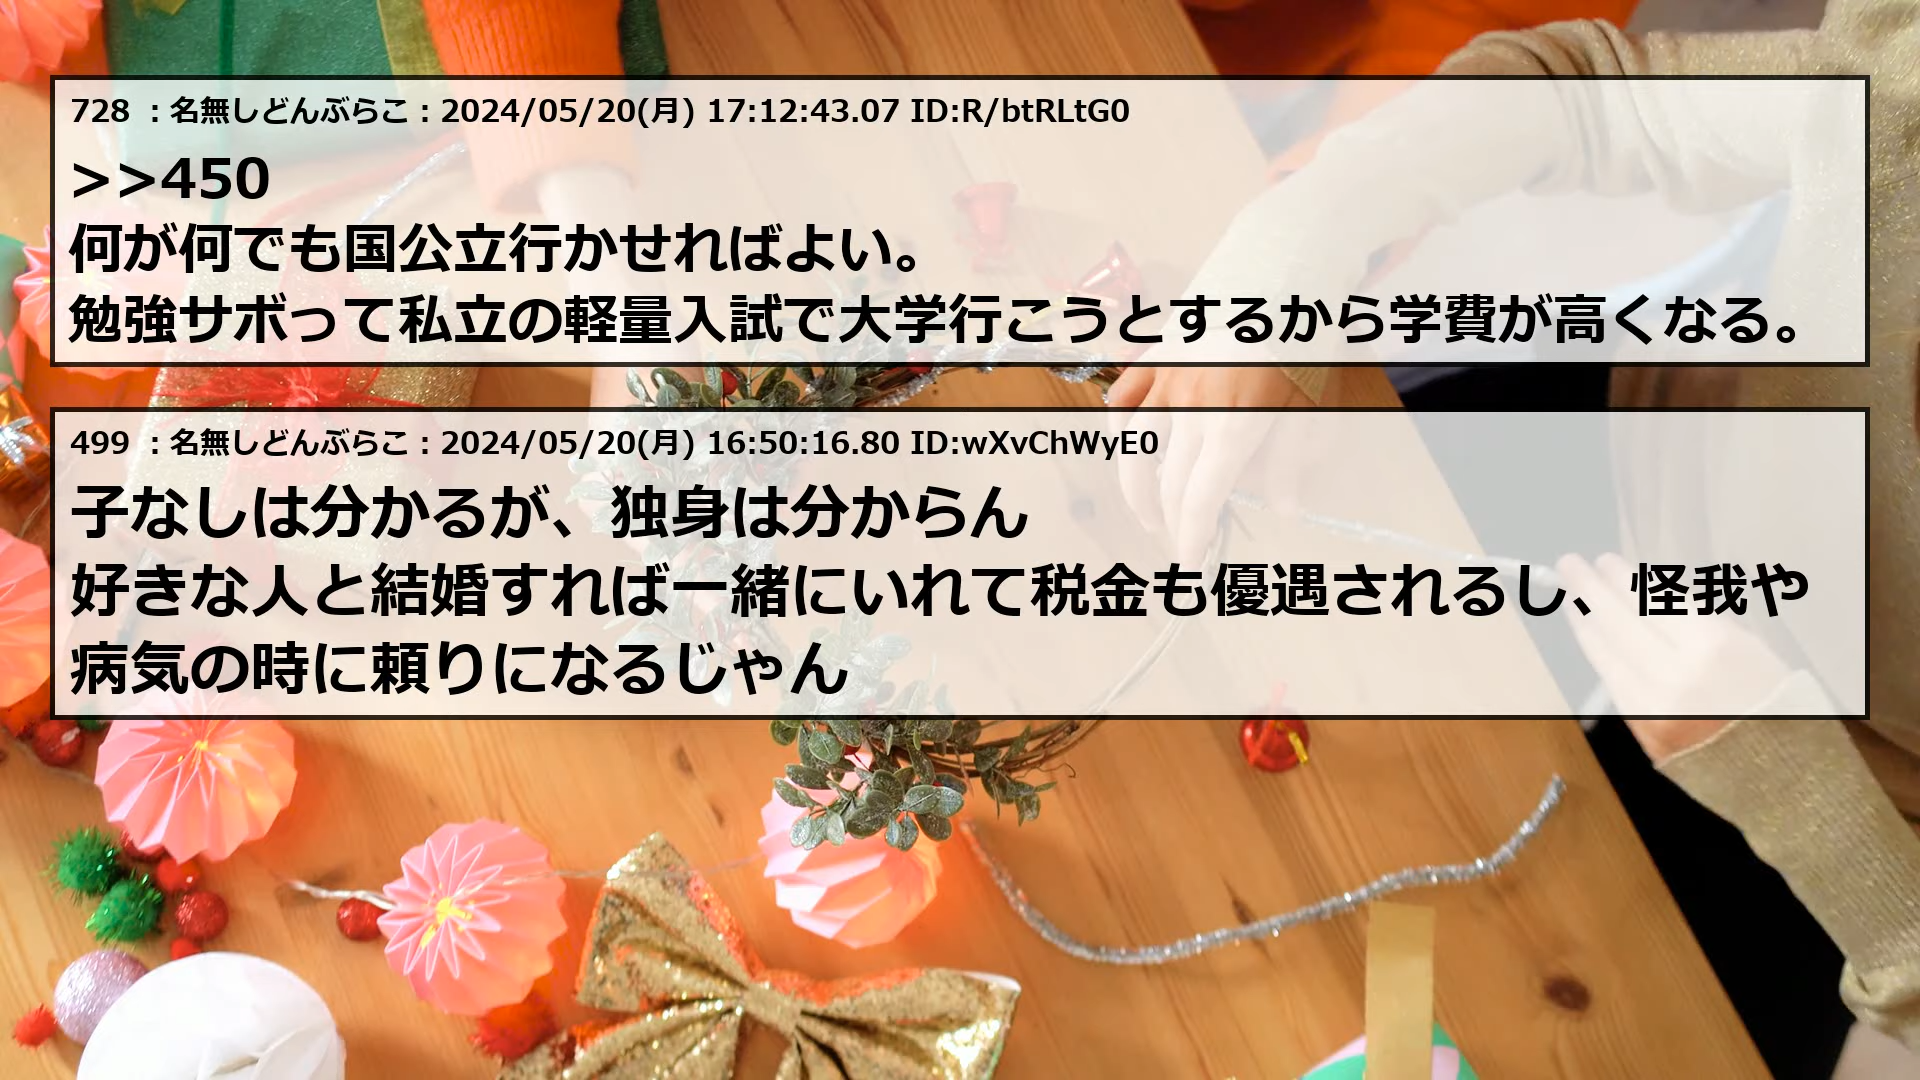 728 ：名無しどんぶらこ：2024/05/20(月) 17:12:43.07 ID:R/btRLtG0
>>450
何が何でも国公立行かせればよい。
勉強サボって私立の軽量入試で大学行こうとするから学費が高くなる。
499 ：名無しどんぶらこ：2024/05/20(月) 16:50:16.80 ID:wXvChWyE0
子なしは分かるが、独身は分からん
好きな人と結婚すれば一緒にいれて税金も優遇されるし、怪我や
病気の時に頼りになるじゃん